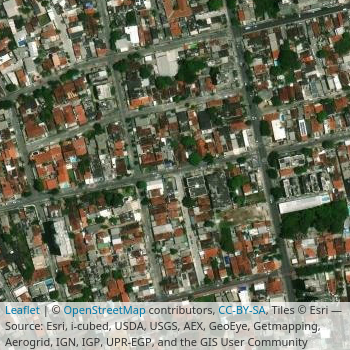 Leaflet | © OpenStreetMap contributors, CC-BY-SA, Tiles © Esri —
Source: Esri, i-cubed, USDA, USGS, AEX, GeoEye, Getmapping,
Aerogrid, IGN, IGP, UPR-EGP, and the GIS User Community